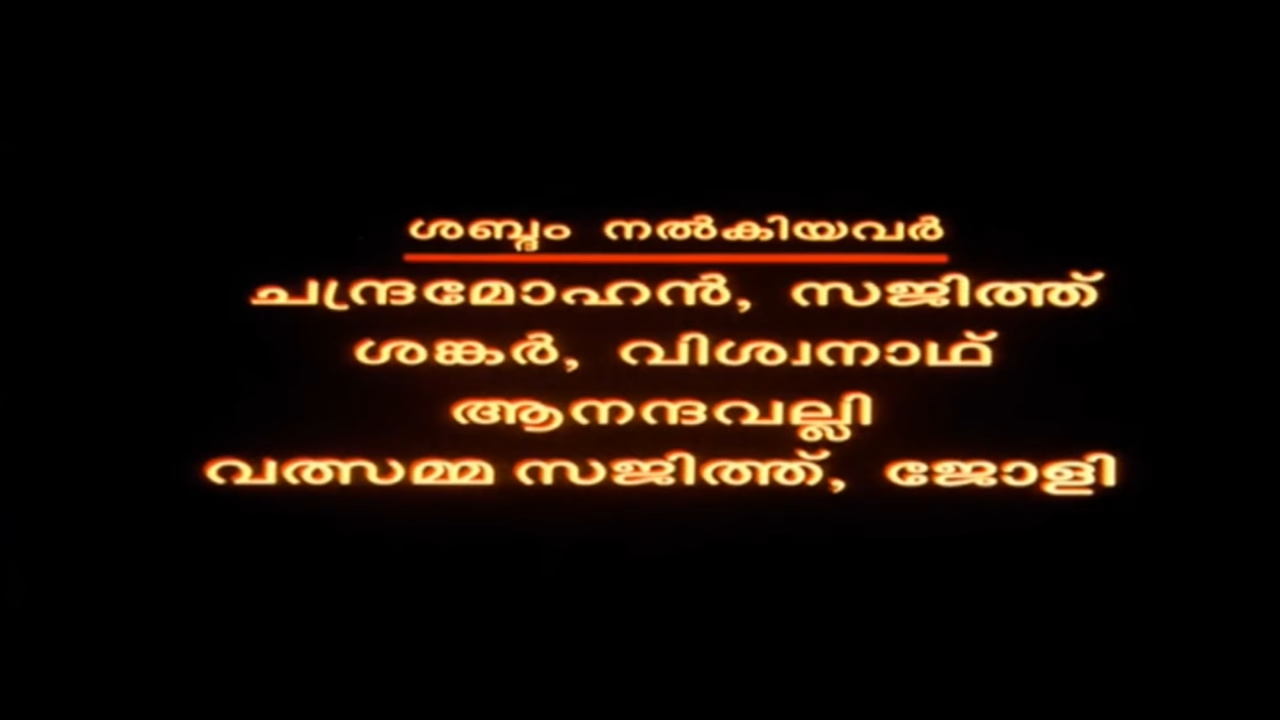 ശബ്ദം നൽകിയവർ
ചന്ദ്രമോഹൻ, സജിത്ത്
ശങ്കർ, വിശ്വനാഥ്
ആനന്ദവല്ലി
വത്സമ്മ സജിത്ത്, ജോളി